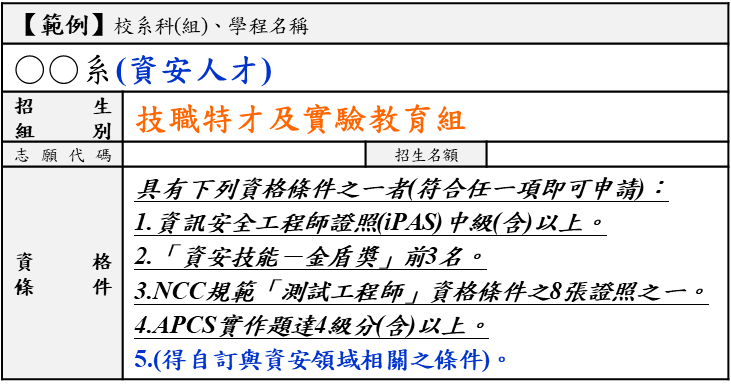 【範例】校系科(組)、學程名稱
○○系(資安人才)
招生組別 技職特才及實驗教育組
志願代碼 招生名額
資格條件
具有下列資格條件之一者(符合任一項即可申請)：
1.資訊安全工程師證照(iPAS)中級(含)以上。
2.「資安技能－金盾獎」前3名。
3.NCC規範「測試工程師」資格條件之8張證照之一。
4.APCS實作題達4級分(含)以上。
5.(得自訂與資安領域相關之條件)。